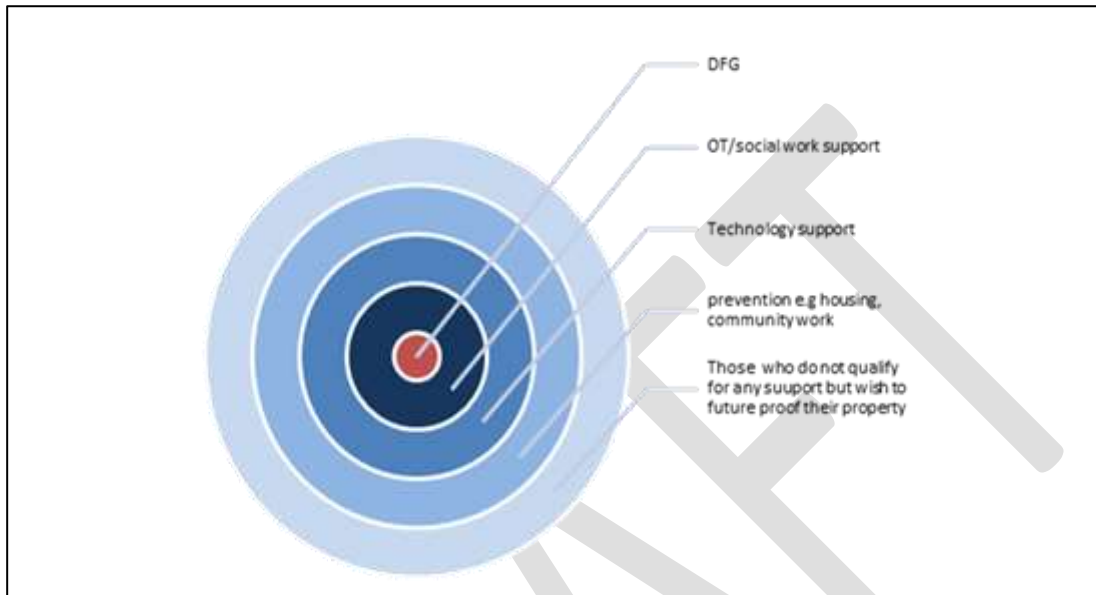 DFG
OT/social work support
Technology support
prevention e.g housing,
community work
Those who do not qualify
for any suuport but wish to
future proof their property